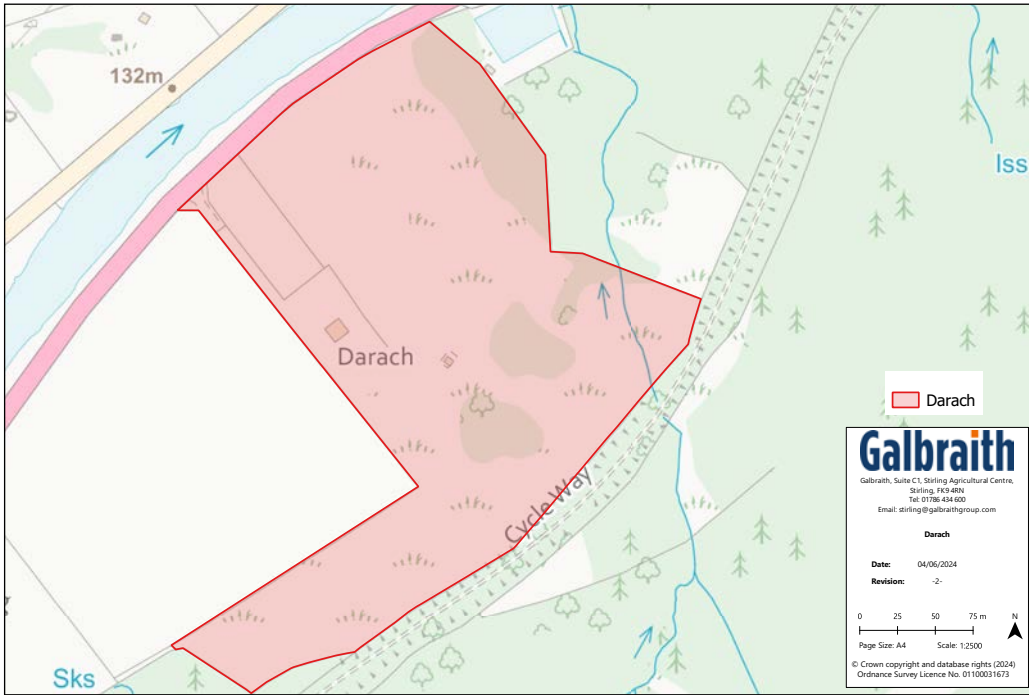 132m
Iss
Darach
Cycle Way
Sks
Darach
Galbraith
Galbraith, Suite C1, Stirling Agricultural Centre,
Stirling, FK9 4RN
Tel: 01786 434 600
Email: stirling@galbraithgroup.com
Darach
Date: 04/06/2024
Revision: -2-
0 25 50 75 m N
Page Size: A4 Scale: 1:2500
© Crown copyright and database rights (2024)
Ordnance Survey Licence No. 01100031673